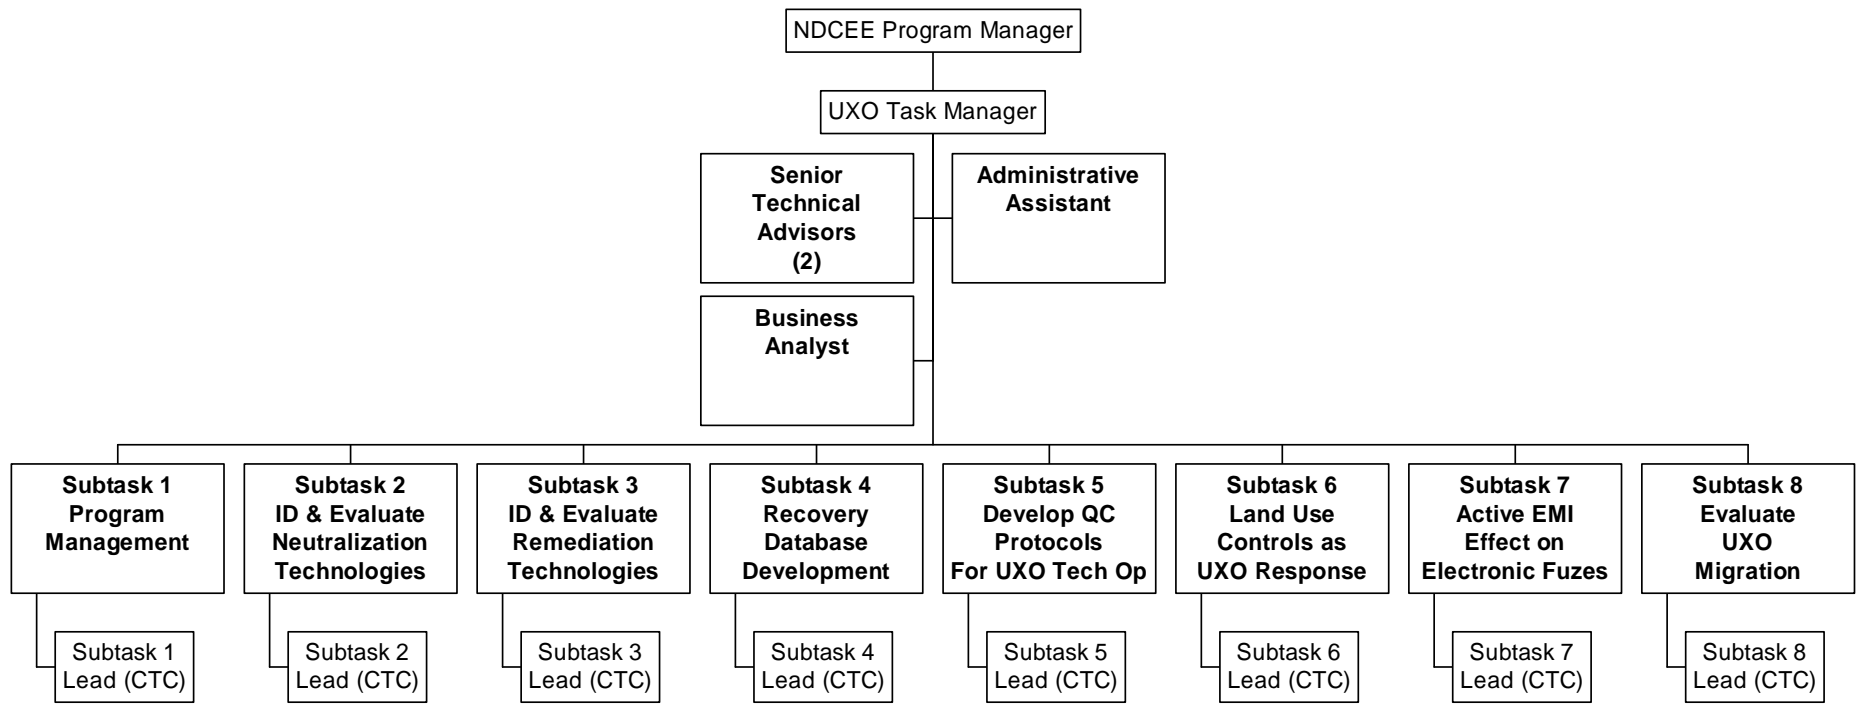 NDCEE Program Manager
UXO Task Manager
Senior
Technical
Advisors
(2)
Administrative
Assistant
Business
Analyst
Subtask 1
Program
Management
Subtask 2
ID & Evaluate
Neutralization
Technologies
Subtask 3
ID & Evaluate
Remediation
Technologies
Subtask 4
Recovery
Database
Development
Subtask 5
Develop QC
Protocols
For UXO Tech Op
Subtask 6
Land Use
Controls as
UXO Response
Subtask 7
Active EMI
Effect on
Electronic Fuzes
Subtask 8
Evaluate
UXO
Migration
Subtask 1
Lead (CTC)
Subtask 2
Lead (CTC)
Subtask 3
Lead (CTC)
Subtask 4
Lead (CTC)
Subtask 5
Lead (CTC)
Subtask 6
Lead (CTC)
Subtask 7
Lead (CTC)
Subtask 8
Lead (CTC)